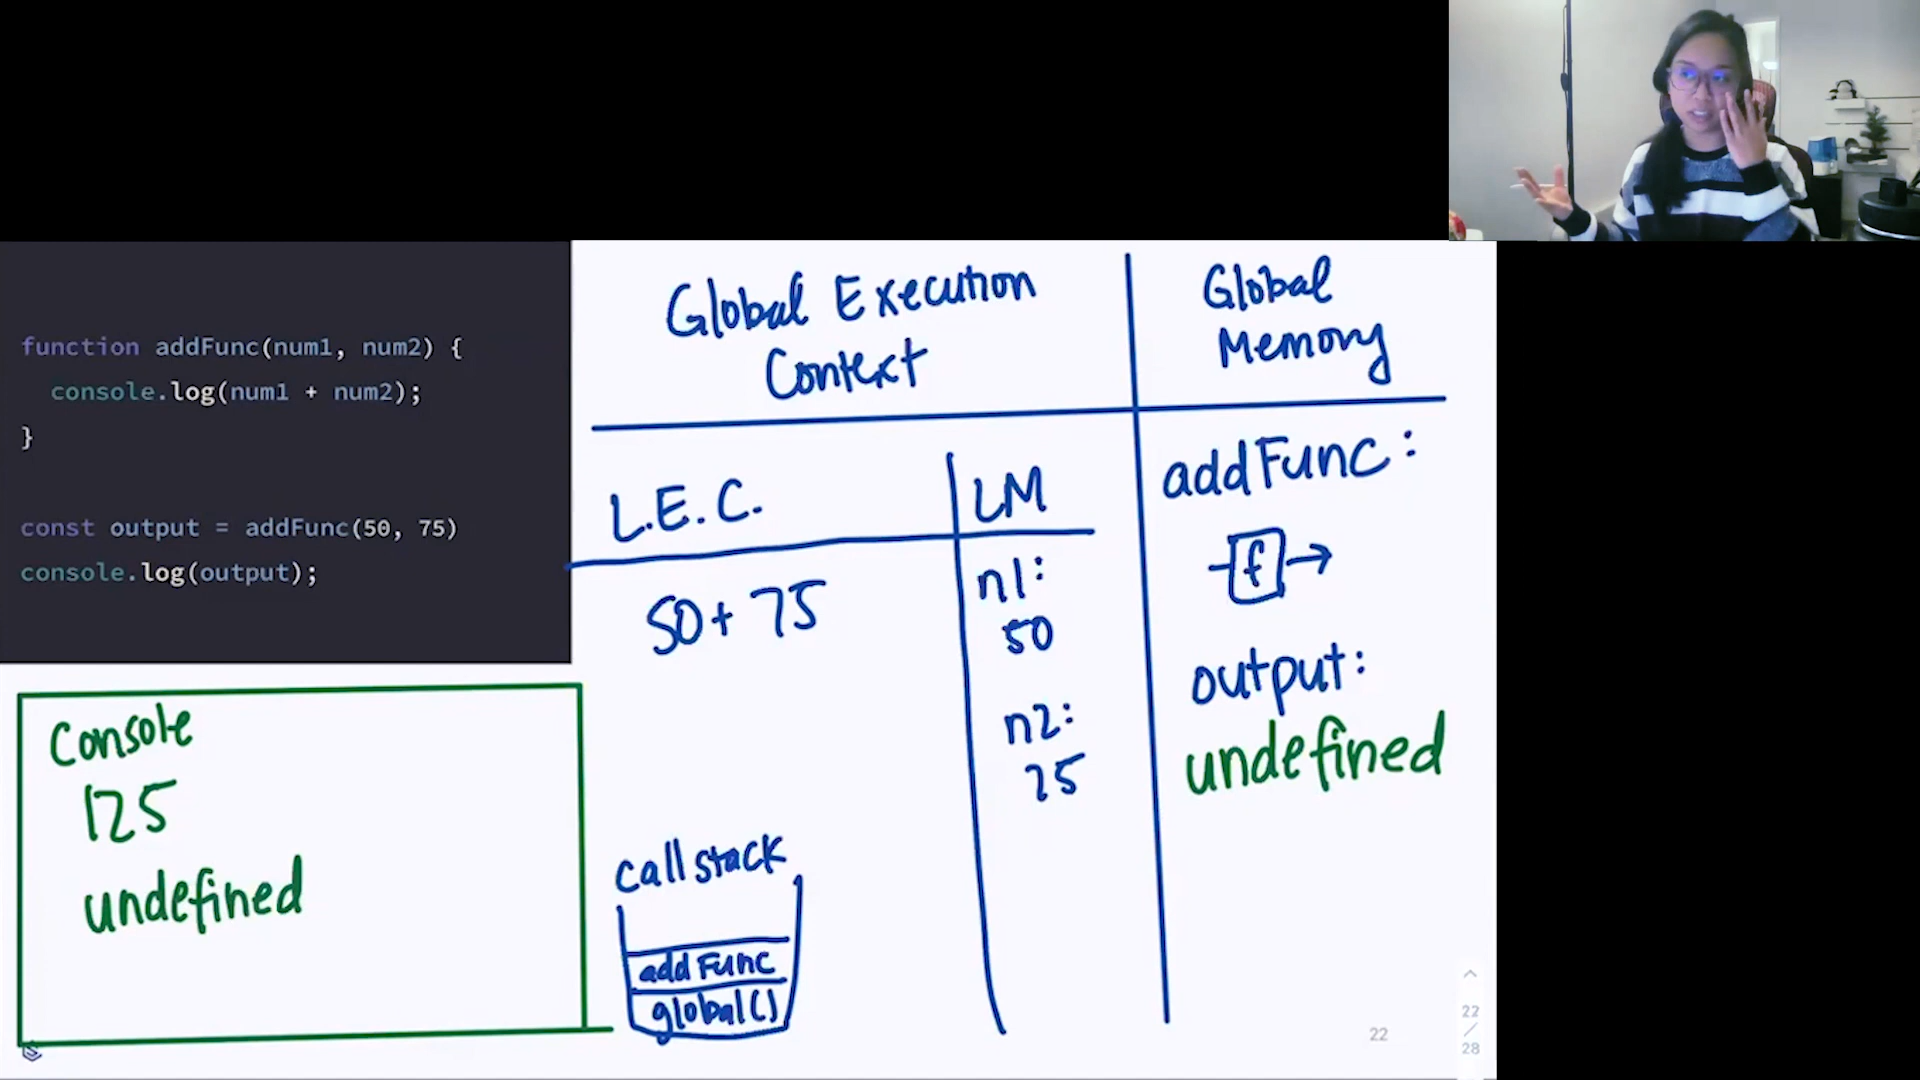 function addFunc(num1, num2) {
console.log(num1 + num2);
}
const output = addFunc(50, 75)
console.log(output);
Console
125
undefined
Global Execution
Context
L.E.C.
50 + 75
LM
n1:
50
n2:
75
call stack
addFunc
global()
Global
Memory
addFunc:
f
output:
undefined
22
22
/
28